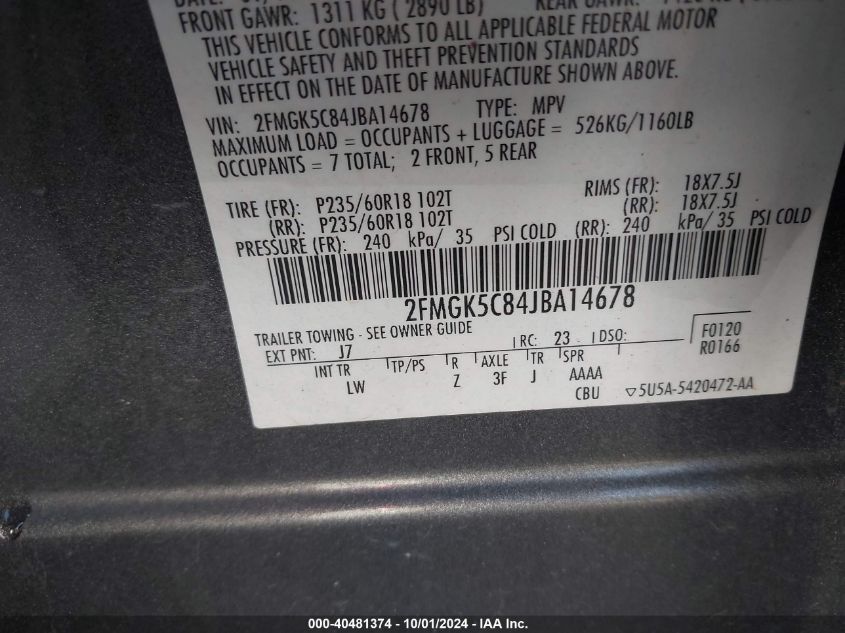 FRONT GAWR: 1311 KG ( 2890 LB) REAR GAWR:
THIS VEHICLE CONFORMS TO ALL APPLICABLE FEDERAL MOTOR
VEHICLE SAFETY AND THEFT PREVENTION STANDARDS
IN EFFECT ON THE DATE OF MANUFACTURE SHOWN ABOVE.
VIN: 2FMGK5C84JBA14678 TYPE: MPV
MAXIMUM LOAD = OCCUPANTS + LUGGAGE = 526KG/1160LB
OCCUPANTS = 7 TOTAL; 2 FRONT, 5 REAR
TIRE (FR): P235/60R18 102T RIMS (FR): 18X7.5J
(RR): P235/60R18 102T (RR): 18X7.5J
PRESSURE (FR): 240 kPa/ 35 PSI COLD (RR): 240 kPa/ 35 PSI COLD
2FMGK5C84JBA14678
TRAILER TOWING - SEE OWNER GUIDE
EXT PNT: J7 RC: 23 DSO: F0120
R0166
INT TR TP/PS R AXLE TR SPR
LW Z 3F J AAAA
CBU ▽5U5A-5420472-AA
000-40481374 - 10/01/2024 - IAA Inc.